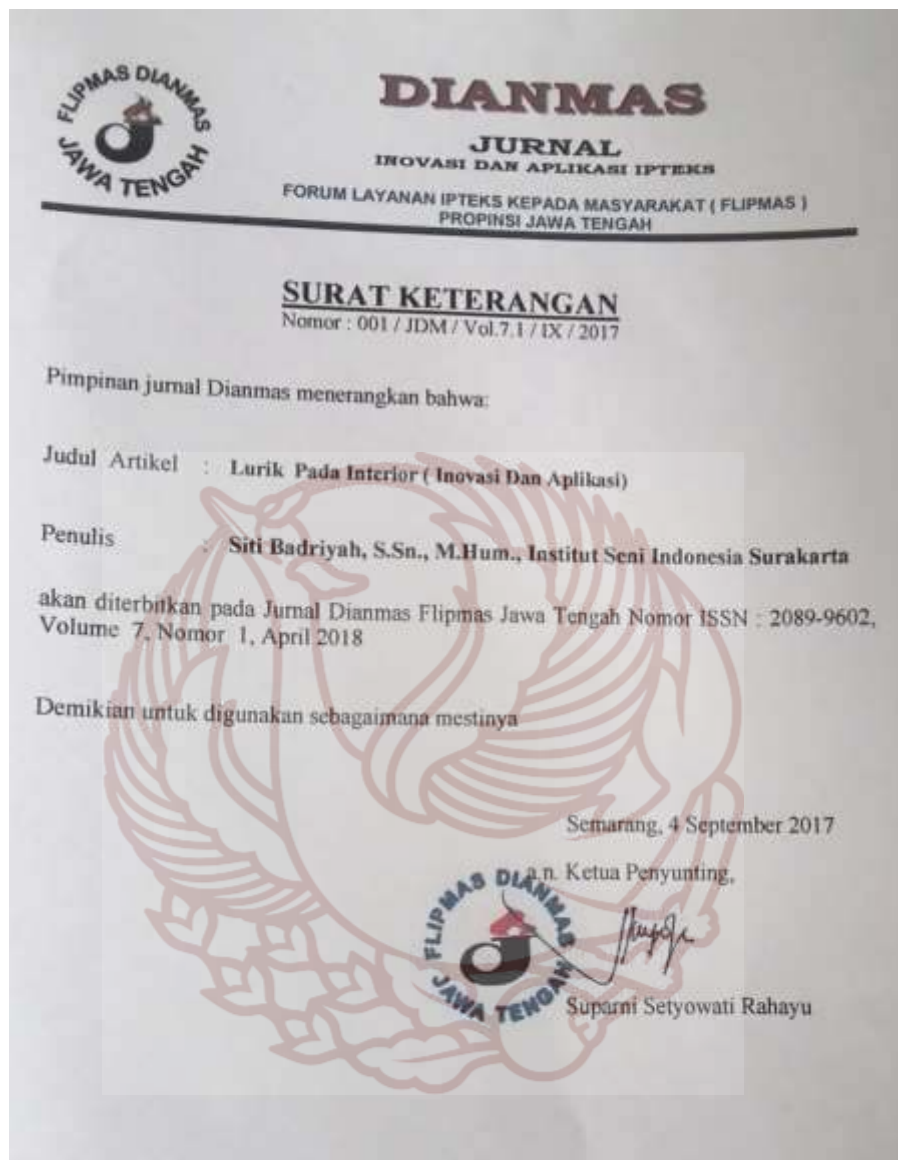 FLIPMAS DIANMAS
JAWA TENGAH
DIANMAS
JURNAL
INOVASI DAN APLIKASI IPTEKS
FORUM LAYANAN IPTEKS KEPADA MASYARAKAT ( FLIPMAS )
PROPINSI JAWA TENGAH
SURAT KETERANGAN
Nomor : 001 / JDM / Vol.7.1 / IX / 2017
Pimpinan jurnal Dianmas menerangkan bahwa:
Judul Artikel : Lurik Pada Interior ( Inovasi Dan Aplikasi)
Penulis : Siti Badriyah, S.Sn., M.Hum., Institut Seni Indonesia Surakarta
akan diterbitkan pada Jurnal Dianmas Flipmas Jawa Tengah Nomor ISSN : 2089-9602,
Volume 7, Nomor 1, April 2018
Demikian untuk digunakan sebagaimana mestinya
Semarang, 4 September 2017
a.n. Ketua Penyunting,
FLIPMAS DIANMAS
JAWA TENGAH
Suparni Setyowati Rahayu